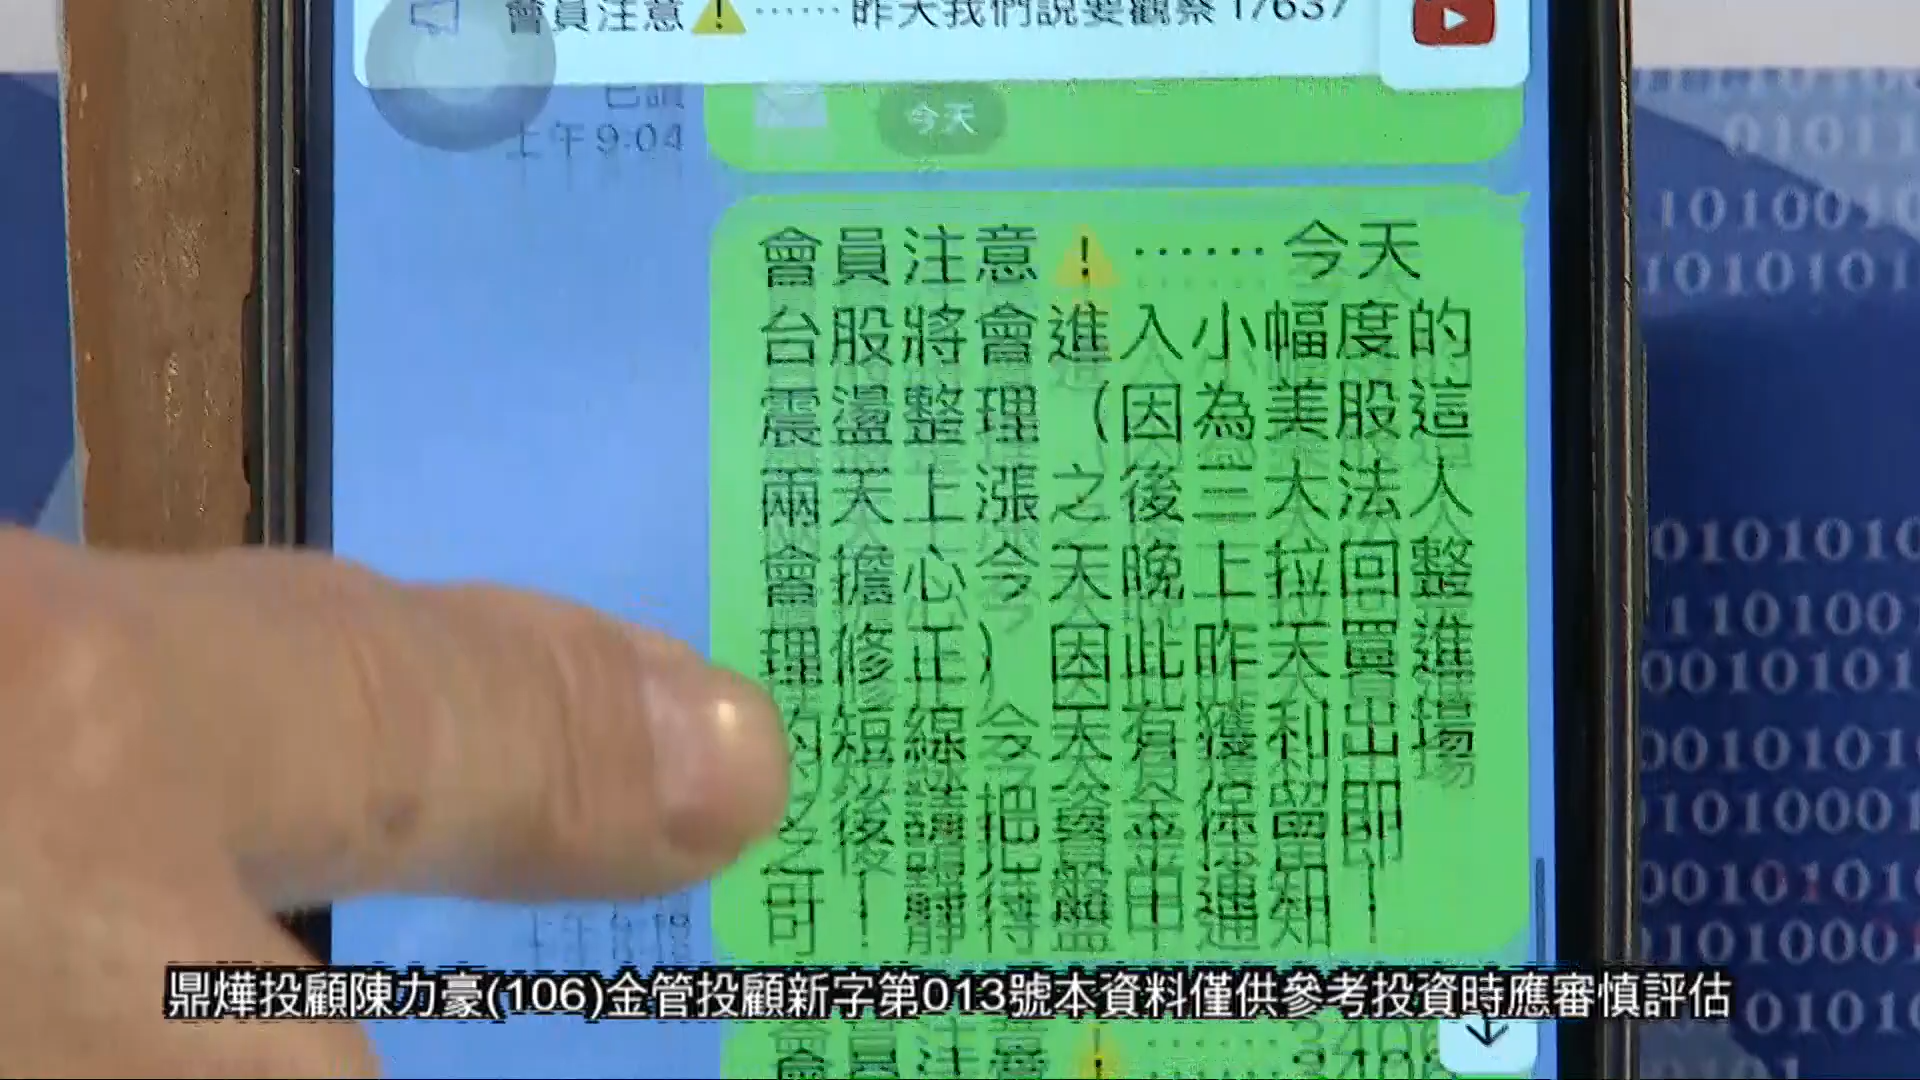 會員注意⚠️⋯⋯昨天我們說要觀察17637
已讀
上午9:04
今天
會員注意⚠️⋯⋯今天
台股將會進入小幅度的
震盪整理（因為美股這
兩天上漲之後三大法人
會擔心今天晚上拉回整
理修正）因此昨天買進
的短線今天有獲利出場
之後請把資金保留即
可！靜待盤中通知！
鼎燁投顧陳力豪(106)金管投顧新字第013號本資料僅供參考投資時應審慎評估
會員注意⚠️⋯⋯